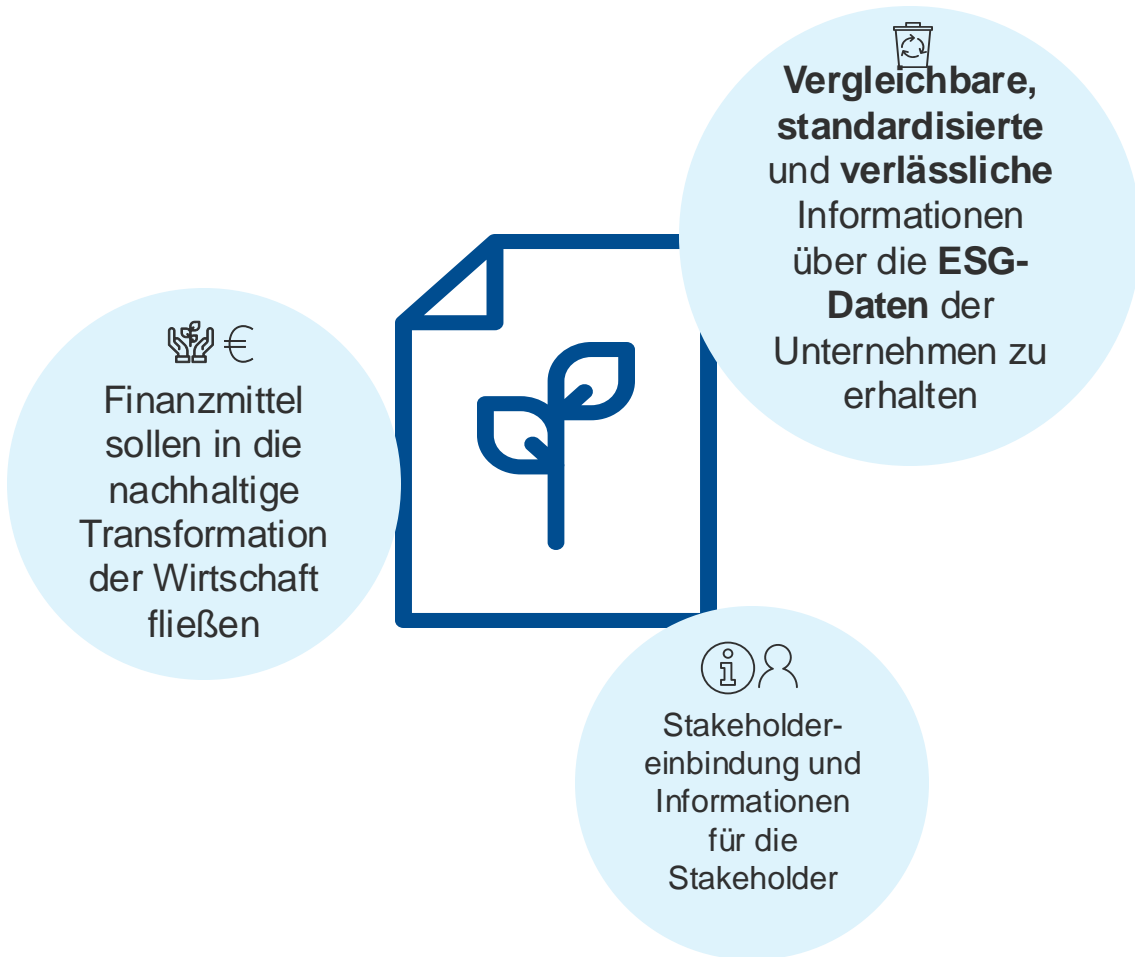 Vergleichbare,
standardisierte
und verlässliche
Informationen
über die ESG-
Daten der
Unternehmen zu
erhalten
€
Finanzmittel
sollen in die
nachhaltige
Transformation
der Wirtschaft
fließen
i
Stakeholder-
einbindung und
Informationen
für die
Stakeholder